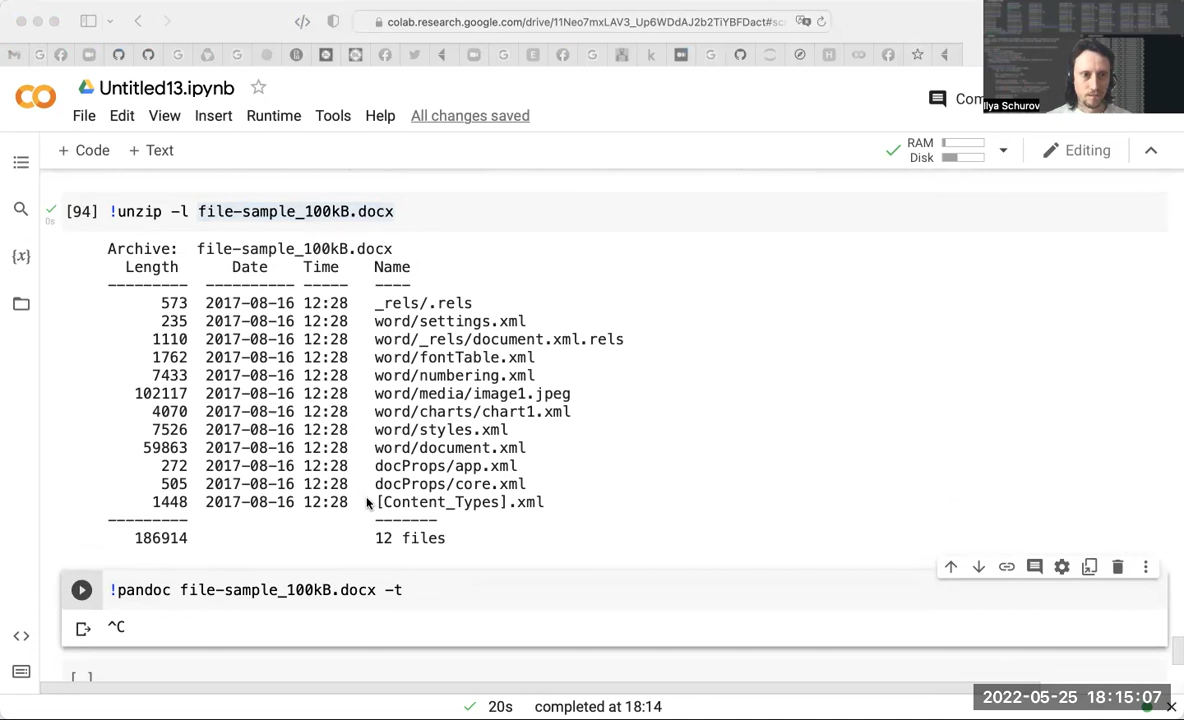 colab.research.google.com/drive/11Neo7mxLAV3_Up6WDdAJ2b2TiYBFDact#sc
Untitled13.ipynb
File Edit View Insert Runtime Tools Help All changes saved
Ilya Schurov
+ Code + Text
RAM
Disk
Editing
[94] !unzip -l file-sample_100kB.docx
Archive: file-sample_100kB.docx
Length Date Time Name
--------- ---------- ----- ----
573 2017-08-16 12:28 _rels/.rels
235 2017-08-16 12:28 word/settings.xml
1110 2017-08-16 12:28 word/_rels/document.xml.rels
1762 2017-08-16 12:28 word/fontTable.xml
7433 2017-08-16 12:28 word/numbering.xml
102117 2017-08-16 12:28 word/media/image1.jpeg
4070 2017-08-16 12:28 word/charts/chart1.xml
7526 2017-08-16 12:28 word/styles.xml
59863 2017-08-16 12:28 word/document.xml
272 2017-08-16 12:28 docProps/app.xml
505 2017-08-16 12:28 docProps/core.xml
1448 2017-08-16 12:28 [Content_Types].xml
--------- -------
186914 12 files
!pandoc file-sample_100kB.docx -t
^C
[ ]
20s completed at 18:14
2022-05-25 18:15:07